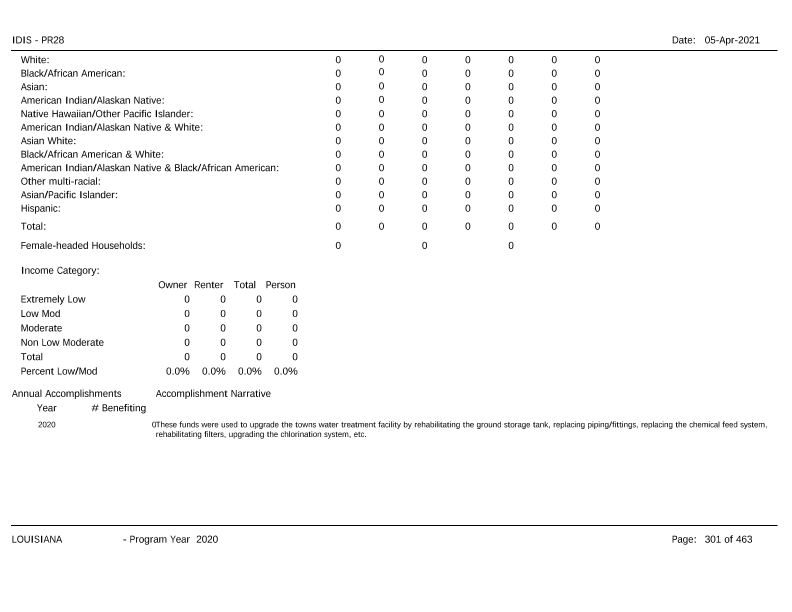 IDIS - PR28 Date: 05-Apr-2021
White: 0 0 0 0 0 0 0
Black/African American: 0 0 0 0 0 0 0
Asian: 0 0 0 0 0 0 0
American Indian/Alaskan Native: 0 0 0 0 0 0 0
Native Hawaiian/Other Pacific Islander: 0 0 0 0 0 0 0
American Indian/Alaskan Native & White: 0 0 0 0 0 0 0
Asian White: 0 0 0 0 0 0 0
Black/African American & White: 0 0 0 0 0 0 0
American Indian/Alaskan Native & Black/African American: 0 0 0 0 0 0 0
Other multi-racial: 0 0 0 0 0 0 0
Asian/Pacific Islander: 0 0 0 0 0 0 0
Hispanic: 0 0 0 0 0 0 0
Total: 0 0 0 0 0 0 0
Female-headed Households: 0 0 0
Income Category:
Owner Renter Total Person
Extremely Low 0 0 0 0
Low Mod 0 0 0 0
Moderate 0 0 0 0
Non Low Moderate 0 0 0 0
Total 0 0 0 0
Percent Low/Mod 0.0% 0.0% 0.0% 0.0%
Annual Accomplishments Accomplishment Narrative
Year # Benefiting
2020 0These funds were used to upgrade the towns water treatment facility by rehabilitating the ground storage tank, replacing piping/fittings, replacing the chemical feed system,
rehabilitating filters, upgrading the chlorination system, etc.
LOUISIANA - Program Year 2020 Page: 301 of 463